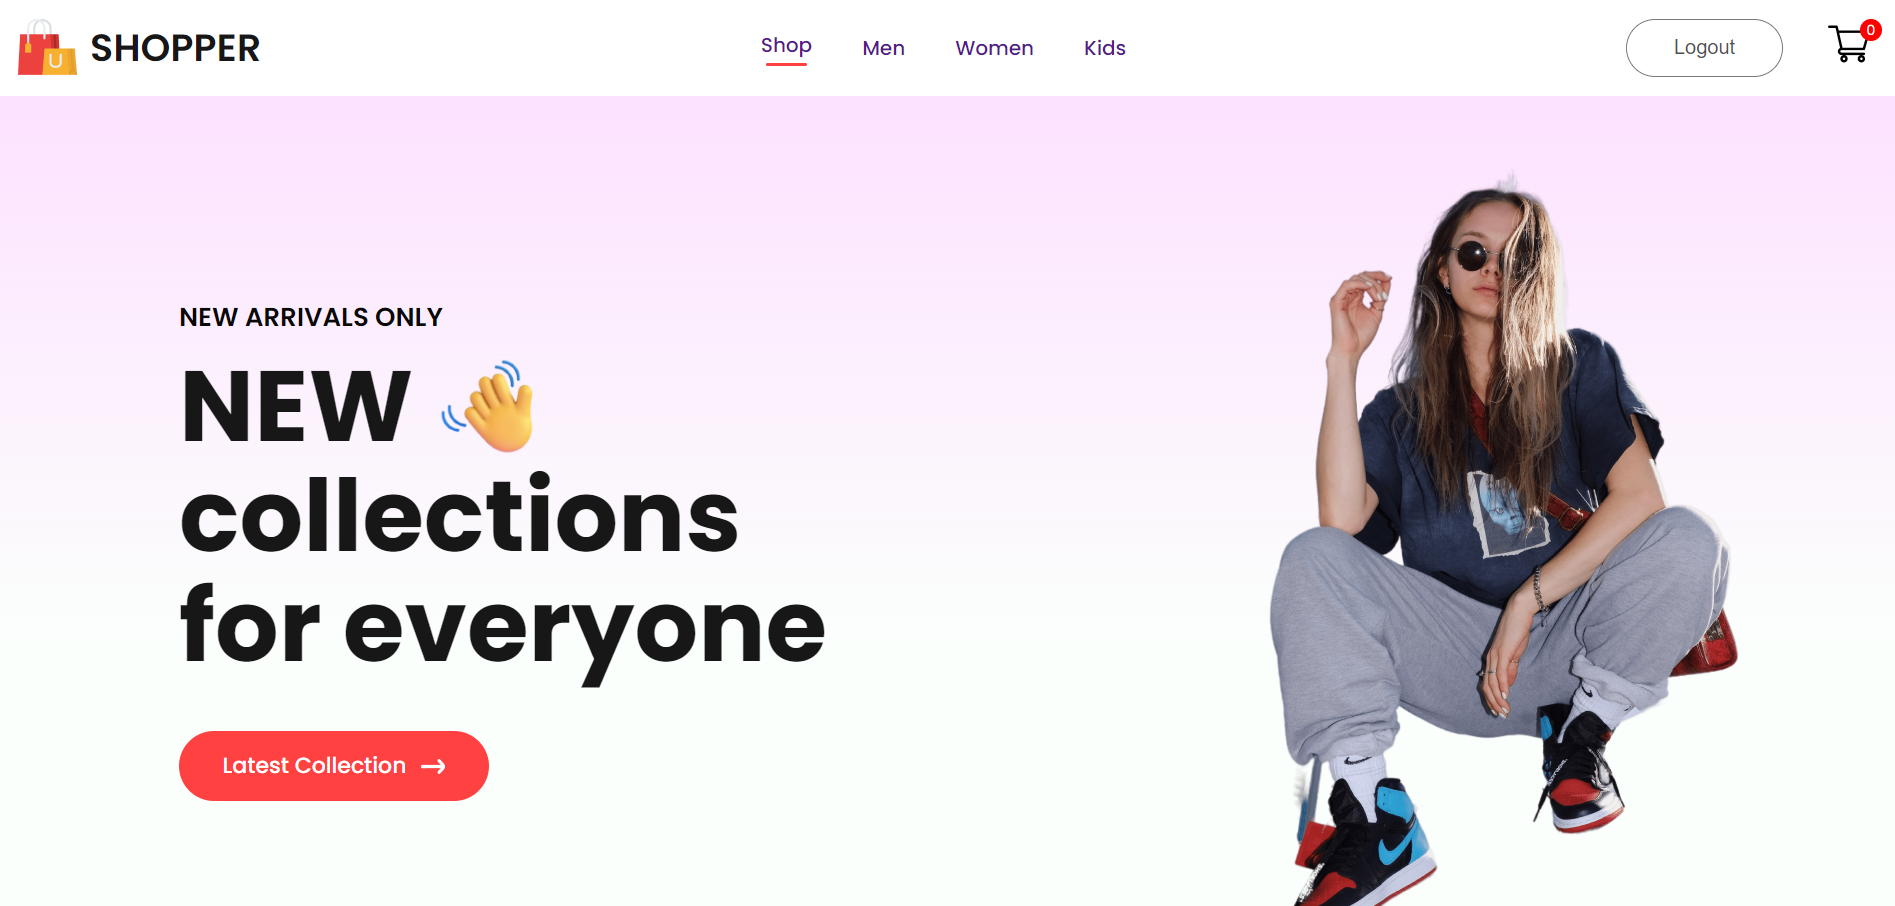 SHOPPER
Shop
Men
Women
Kids
Logout
0
NEW ARRIVALS ONLY
NEW
collections
for everyone
Latest Collection →